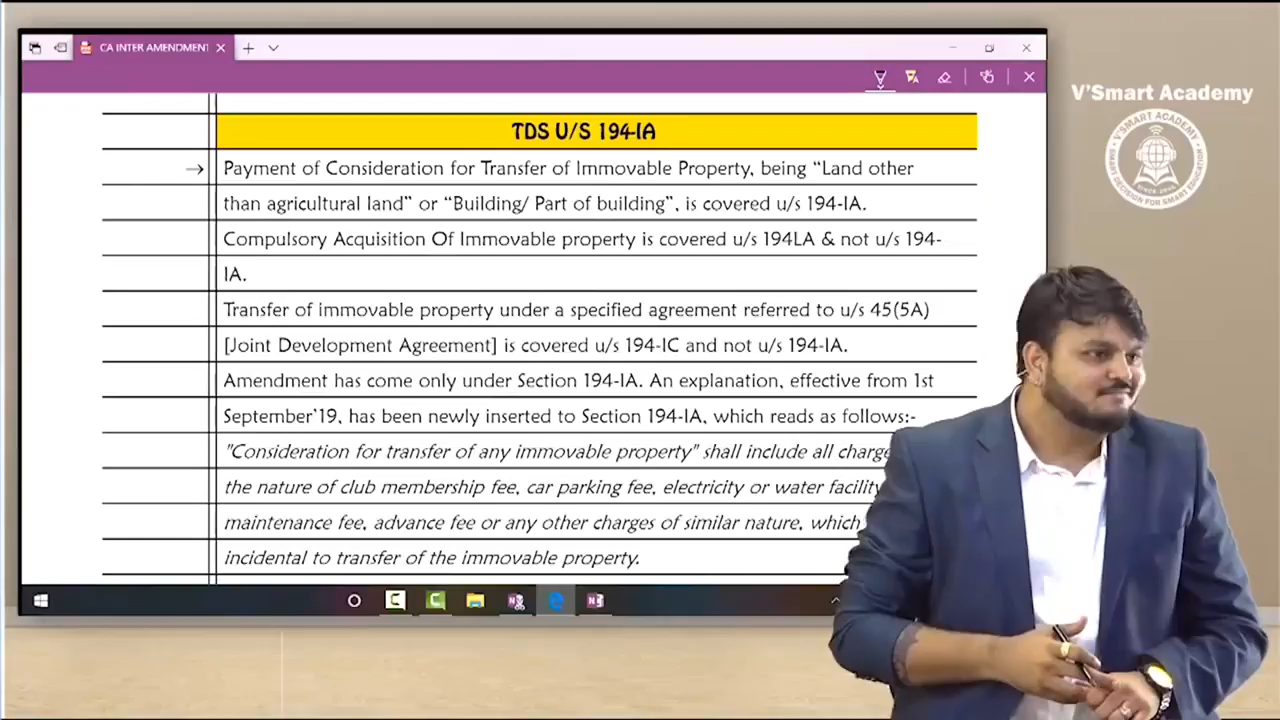 CA INTER AMENDMENT
V'Smart Academy
V'SMART ACADEMY
SMART DECISION FOR SMART EDUCATION
TDS U/S 194-IA
→ Payment of Consideration for Transfer of Immovable Property, being “Land other
than agricultural land” or “Building/ Part of building”, is covered u/s 194-IA.
Compulsory Acquisition Of Immovable property is covered u/s 194LA & not u/s 194-
IA.
Transfer of immovable property under a specified agreement referred to u/s 45(5A)
[Joint Development Agreement] is covered u/s 194-IC and not u/s 194-IA.
Amendment has come only under Section 194-IA. An explanation, effective from 1st
September'19, has been newly inserted to Section 194-IA, which reads as follows:-
"Consideration for transfer of any immovable property" shall include all charge
the nature of club membership fee, car parking fee, electricity or water facility
maintenance fee, advance fee or any other charges of similar nature, which
incidental to transfer of the immovable property.